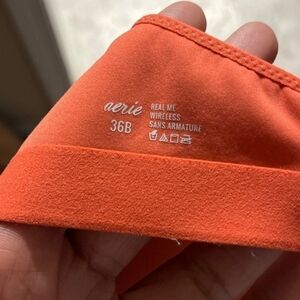 aerie
36B
REAL ME
WIRELESS
SANS ARMATURE